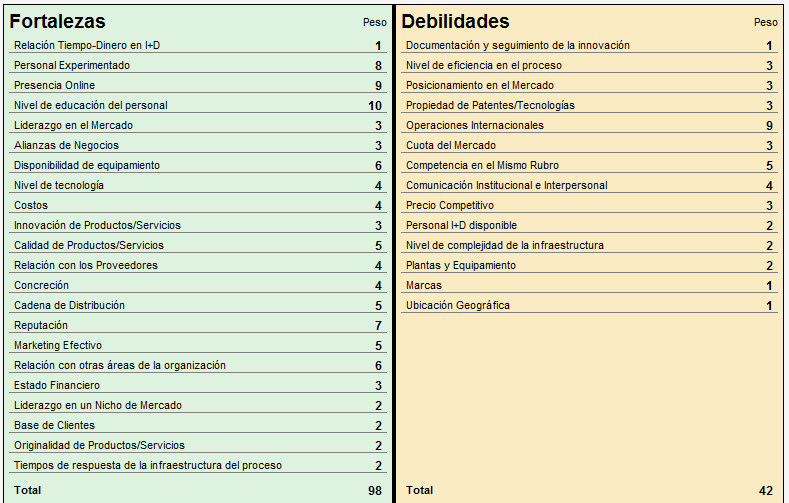 Fortalezas Peso
Relación Tiempo-Dinero en I+D 1
Personal Experimentado 8
Presencia Online 9
Nivel de educación del personal 10
Liderazgo en el Mercado 3
Alianzas de Negocios 3
Disponibilidad de equipamiento 6
Nivel de tecnología 4
Costos 4
Innovación de Productos/Servicios 3
Calidad de Productos/Servicios 5
Relación con los Proveedores 4
Concreción 4
Cadena de Distribución 5
Reputación 7
Marketing Efectivo 5
Relación con otras áreas de la organización 6
Estado Financiero 3
Liderazgo en un Nicho de Mercado 2
Base de Clientes 2
Originalidad de Productos/Servicios 2
Tiempos de respuesta de la infraestructura del proceso 2
Total 98
Debilidades Peso
Documentación y seguimiento de la innovación 1
Nivel de eficiencia en el proceso 3
Posicionamiento en el Mercado 3
Propiedad de Patentes/Tecnologías 3
Operaciones Internacionales 9
Cuota del Mercado 3
Competencia en el Mismo Rubro 5
Comunicación Institucional e Interpersonal 4
Precio Competitivo 3
Personal I+D disponible 2
Nivel de complejidad de la infraestructura 2
Plantas y Equipamiento 2
Marcas 1
Ubicación Geográfica 1
Total 42